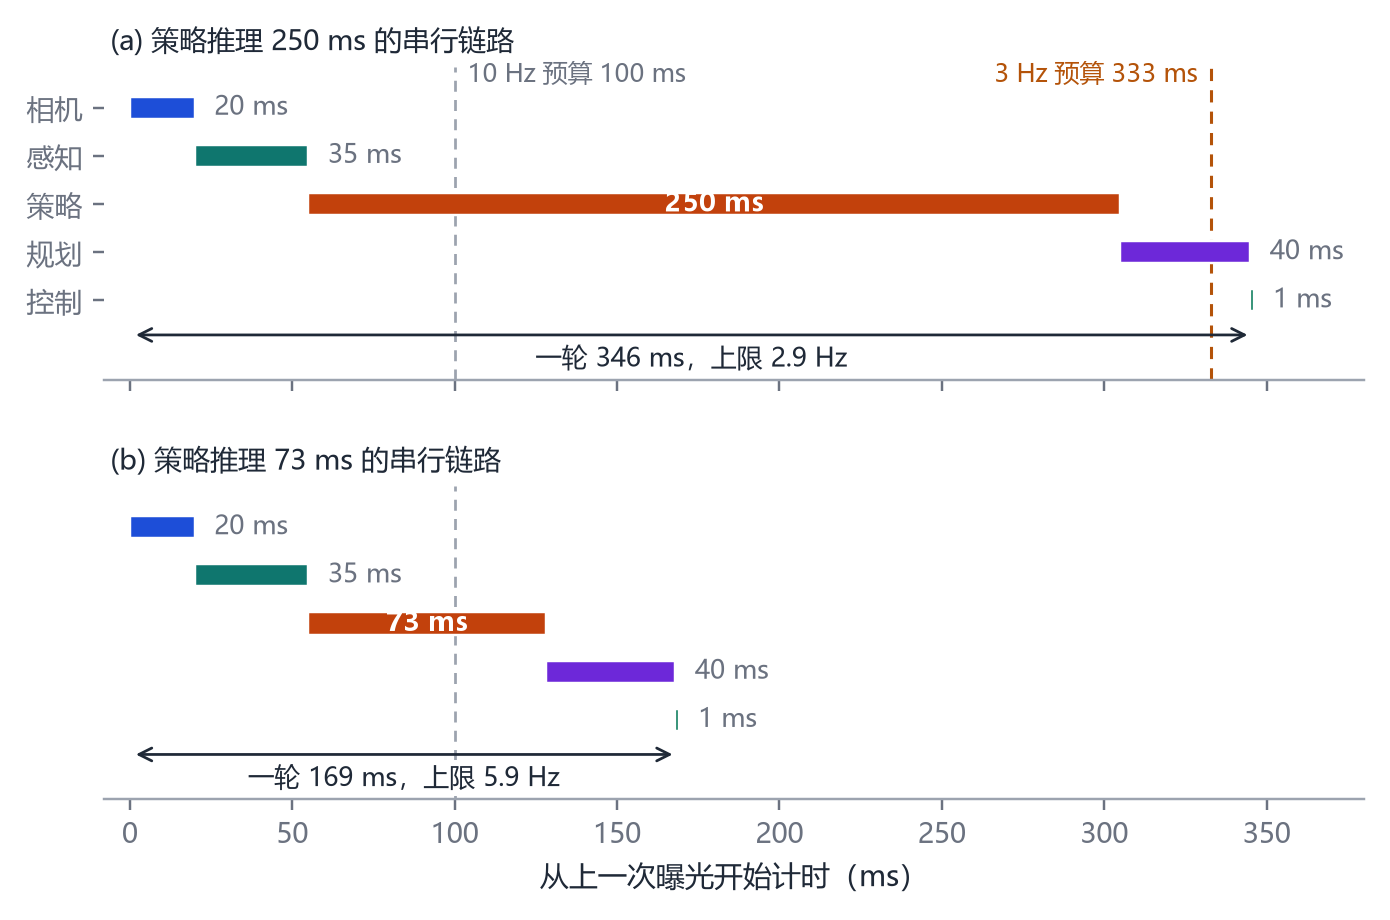 (a) 策略推理 250 ms 的串行链路
10 Hz 预算 100 ms
3 Hz 预算 333 ms
相机
20 ms
感知
35 ms
策略
250 ms
规划
40 ms
控制
1 ms
一轮 346 ms，上限 2.9 Hz
(b) 策略推理 73 ms 的串行链路
20 ms
35 ms
73 ms
40 ms
1 ms
一轮 169 ms，上限 5.9 Hz
0 50 100 150 200 250 300 350
从上一次曝光开始计时（ms）